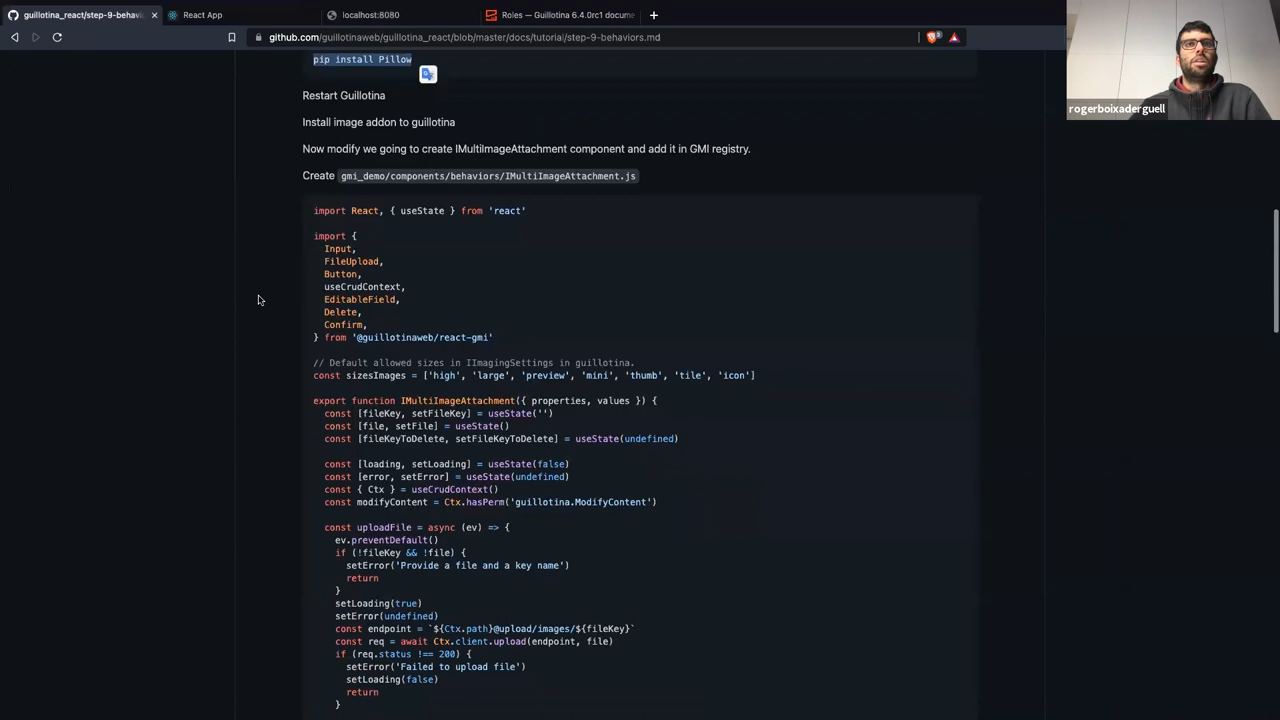 guillotina_react/step-9-behavi
React App
localhost:8080
Roles — Guillotina 6.4.0rc1 docume
github.com/guillotinaweb/guillotina_react/blob/master/docs/tutorial/step-9-behaviors.md
pip install Pillow
rogerboixaderguell
Restart Guillotina
Install image addon to guillotina
Now modify we going to create IMultiImageAttachment component and add it in GMI registry.
Create gmi_demo/components/behaviors/IMultiImageAttachment.js
import React, { useState } from 'react'
import {
Input,
FileUpload,
Button,
useCrudContext,
EditableField,
Delete,
Confirm,
} from '@guillotinaweb/react-gmi'
// Default allowed sizes in IImagingSettings in guillotina.
const sizesImages = ['high', 'large', 'preview', 'mini', 'thumb', 'tile', 'icon']
export function IMultiImageAttachment({ properties, values }) {
const [fileKey, setFileKey] = useState('')
const [file, setFile] = useState()
const [fileKeyToDelete, setFileKeyToDelete] = useState(undefined)
const [loading, setLoading] = useState(false)
const [error, setError] = useState(undefined)
const { Ctx } = useCrudContext()
const modifyContent = Ctx.hasPerm('guillotina.ModifyContent')
const uploadFile = async (ev) => {
ev.preventDefault()
if (!fileKey && !file) {
setError('Provide a file and a key name')
return
}
setLoading(true)
setError(undefined)
const endpoint = `${Ctx.path}@upload/images/${fileKey}`
const req = await Ctx.client.upload(endpoint, file)
if (req.status !== 200) {
setError('Failed to upload file')
setLoading(false)
return
}